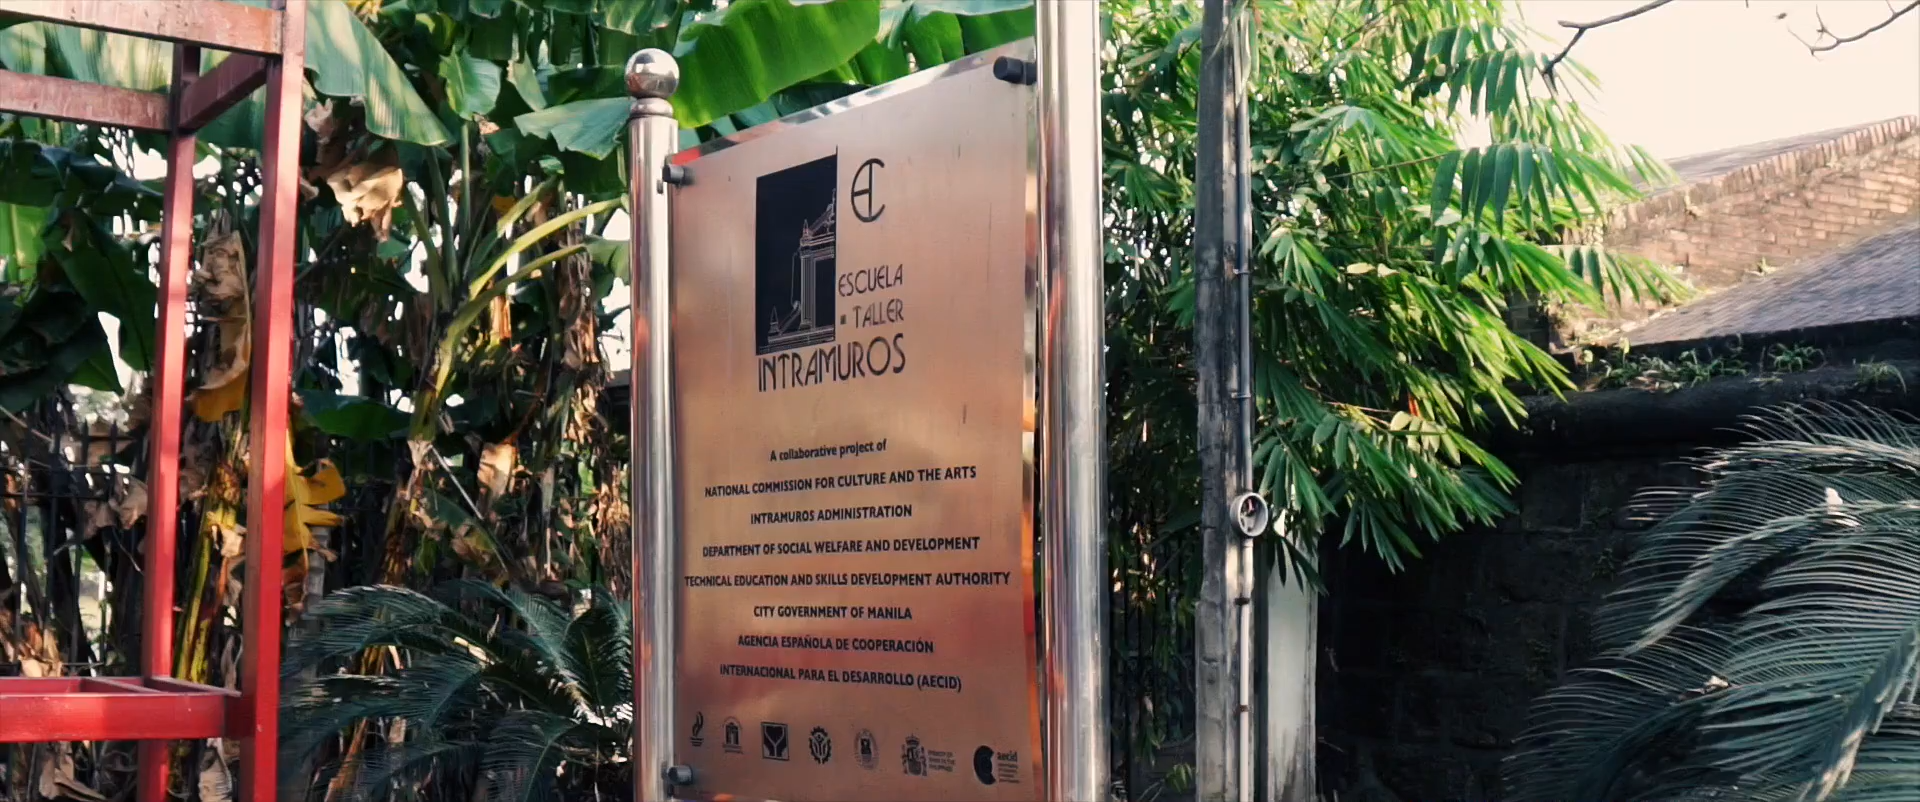 ESCUELA
TALLER
INTRAMUROS
A collaborative project of
NATIONAL COMMISSION FOR CULTURE AND THE ARTS
INTRAMUROS ADMINISTRATION
DEPARTMENT OF SOCIAL WELFARE AND DEVELOPMENT
TECHNICAL EDUCATION AND SKILLS DEVELOPMENT AUTHORITY
CITY GOVERNMENT OF MANILA
AGENCIA ESPAÑOLA DE COOPERACIÓN
INTERNACIONAL PARA EL DESARROLLO (AECID)
aecid